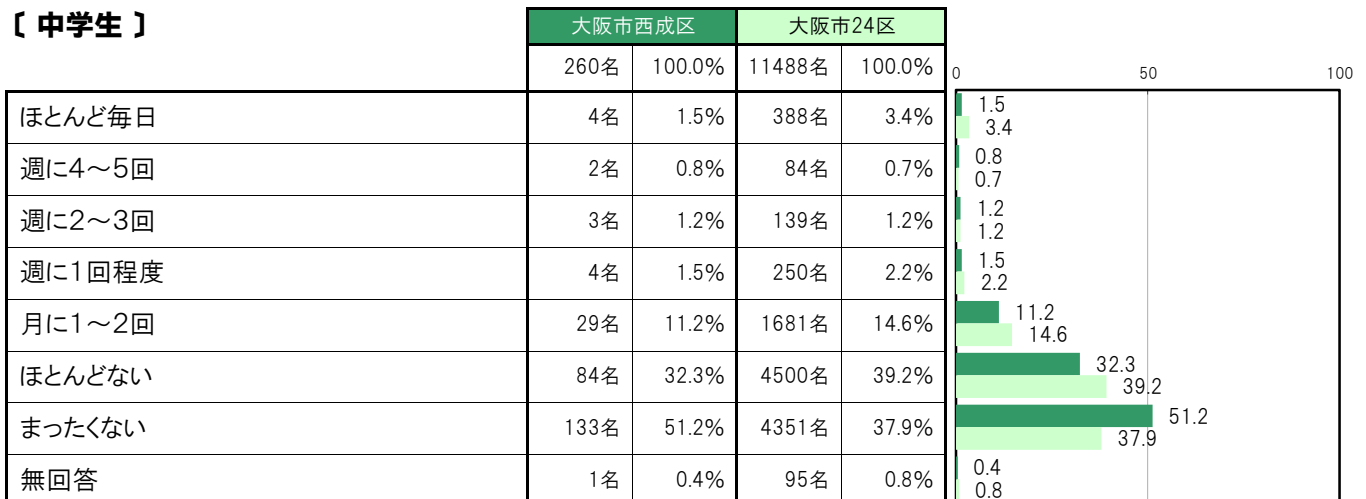 〔 中学生 〕
大阪市西成区 大阪市24区
260名 100.0% 11488名 100.0%
0 50 100
ほとんど毎日 4名 1.5% 388名 3.4%
1.5
3.4
週に4～5回 2名 0.8% 84名 0.7%
0.8
0.7
週に2～3回 3名 1.2% 139名 1.2%
1.2
1.2
週に1回程度 4名 1.5% 250名 2.2%
1.5
2.2
月に1～2回 29名 11.2% 1681名 14.6%
11.2
14.6
ほとんどない 84名 32.3% 4500名 39.2%
32.3
39.2
まったくない 133名 51.2% 4351名 37.9%
51.2
37.9
無回答 1名 0.4% 95名 0.8%
0.4
0.8